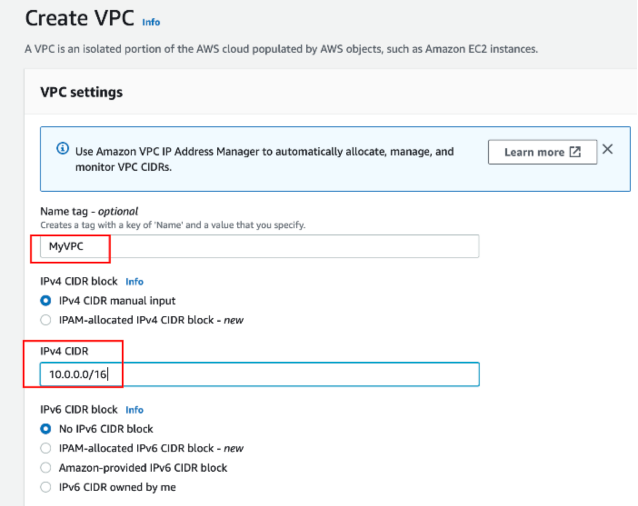 Create VPC Info
A VPC is an isolated portion of the AWS cloud populated by AWS objects, such as Amazon EC2 instances.
VPC settings
Use Amazon VPC IP Address Manager to automatically allocate, manage, and
monitor VPC CIDRs.
Learn more
Name tag - optional
Creates a tag with a key of 'Name' and a value that you specify.
MyVPC
IPv4 CIDR block Info
IPv4 CIDR manual input
IPAM-allocated IPv4 CIDR block - new
IPv4 CIDR
10.0.0.0/16
IPv6 CIDR block Info
No IPv6 CIDR block
IPAM-allocated IPv6 CIDR block - new
Amazon-provided IPv6 CIDR block
IPv6 CIDR owned by me